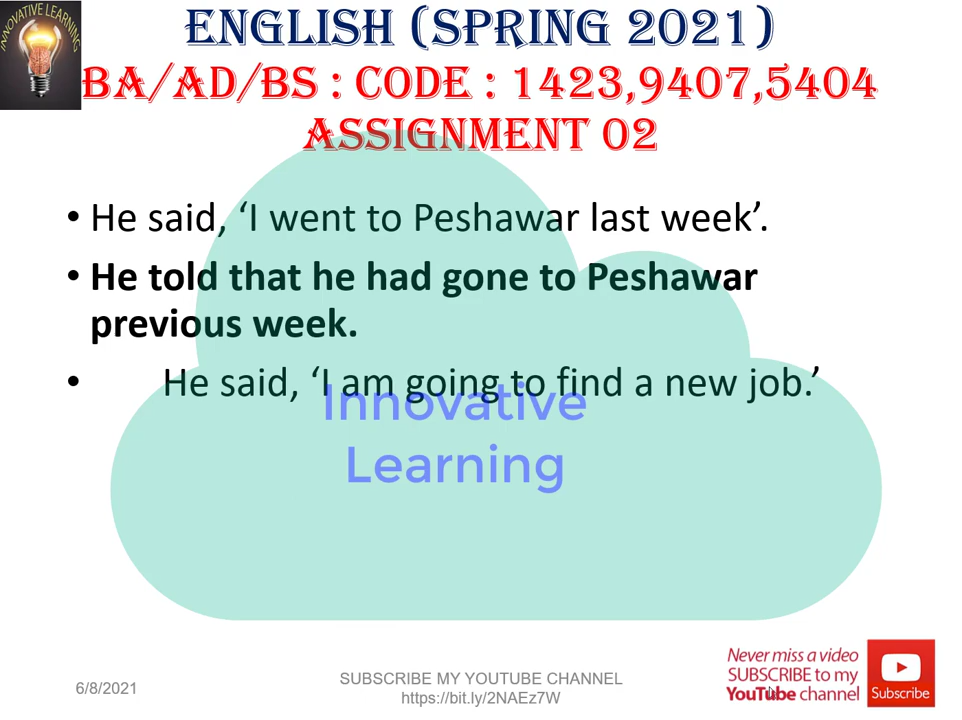 INNOVATIVE LEARNING
ENGLISH (SPRING 2021)
BA/AD/BS : CODE : 1423,9407,5404
ASSIGNMENT 02
• He said, ‘I went to Peshawar last week’.
• He told that he had gone to Peshawar
previous week.
• He said, ‘I am going to find a new job.’
Innovative
Learning
6/8/2021
SUBSCRIBE MY YOUTUBE CHANNEL
https://bit.ly/2NAEz7W
Never miss a video
SUBSCRIBE to my
YouTube channel
Subscribe